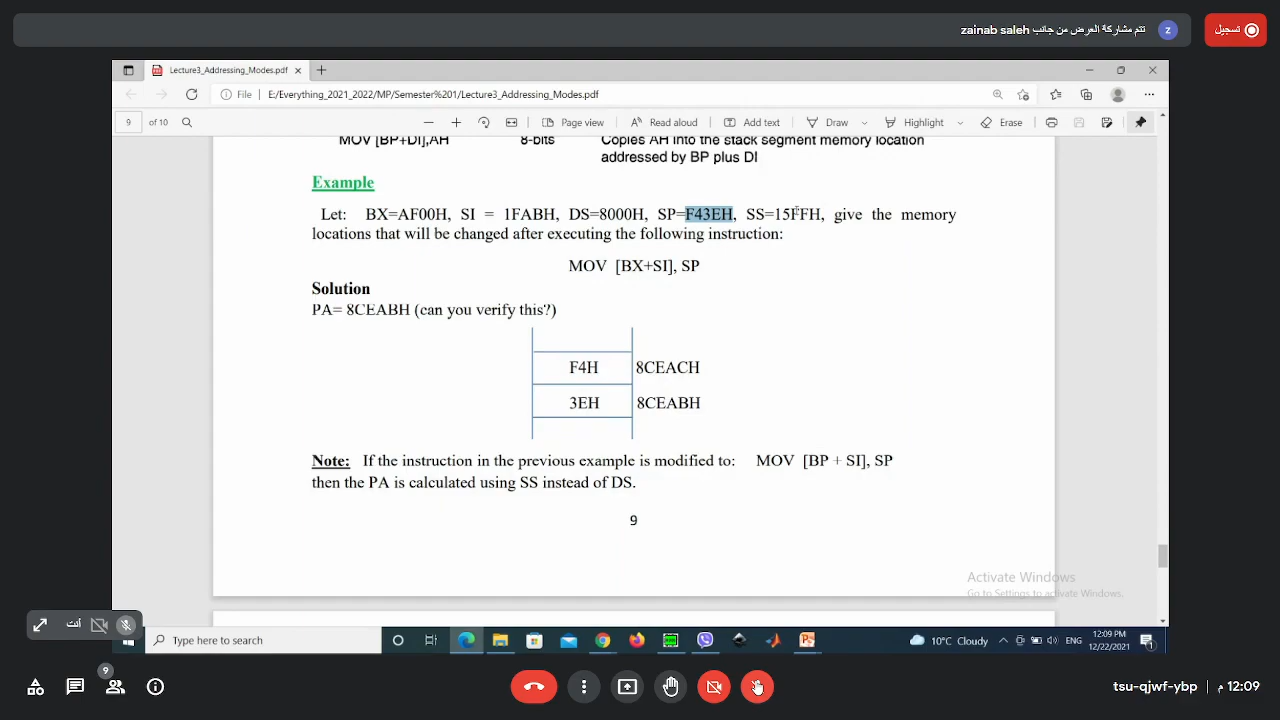 تتم مشاركة العرض من جانب zainab saleh
z
تسجيل
Lecture3_Addressing_Modes.pdf
File | E:/Everything_2021_2022/MP/Semester%201/Lecture3_Addressing_Modes.pdf
9 of 10
Page view
Read aloud
Add text
Draw
Highlight
Erase
MOV [BP+DI],AH 8-bits Copies AH into the stack segment memory location
addressed by BP plus DI
Example
Let: BX=AF00H, SI = 1FABH, DS=8000H, SP=F43EH, SS=15FFH, give the memory
locations that will be changed after executing the following instruction:
MOV [BX+SI], SP
Solution
PA= 8CEABH (can you verify this?)
F4H 8CEACH
3EH 8CEABH
Note: If the instruction in the previous example is modified to: MOV [BP + SI], SP
then the PA is calculated using SS instead of DS.
9
Activate Windows
Go to Settings to activate Windows.
أنت
Type here to search
10°C Cloudy
ENG
12:09 PM
12/22/2021
1
9
tsu-qjwf-ybp | 12:09 م